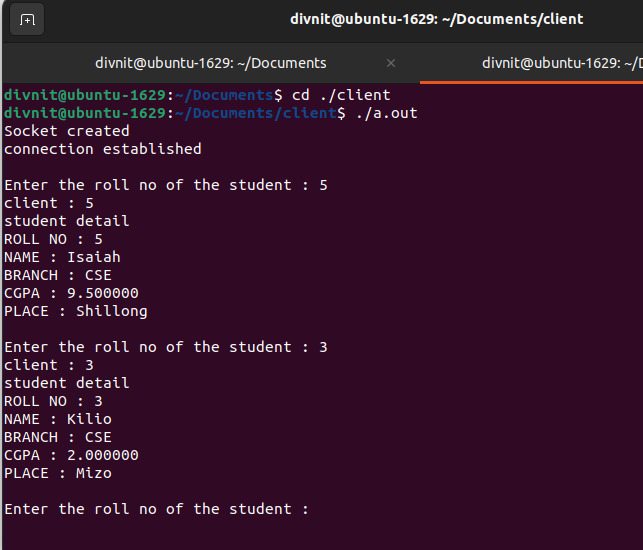 divnit@ubuntu-1629: ~/Documents/client
divnit@ubuntu-1629: ~/Documents
divnit@ubuntu-1629: ~/D
divnit@ubuntu-1629:~/Documents$ cd ./client
divnit@ubuntu-1629:~/Documents/client$ ./a.out
Socket created
connection established
Enter the roll no of the student : 5
client : 5
student detail
ROLL NO : 5
NAME : Isaiah
BRANCH : CSE
CGPA : 9.500000
PLACE : Shillong
Enter the roll no of the student : 3
client : 3
student detail
ROLL NO : 3
NAME : Kilio
BRANCH : CSE
CGPA : 2.000000
PLACE : Mizo
Enter the roll no of the student :